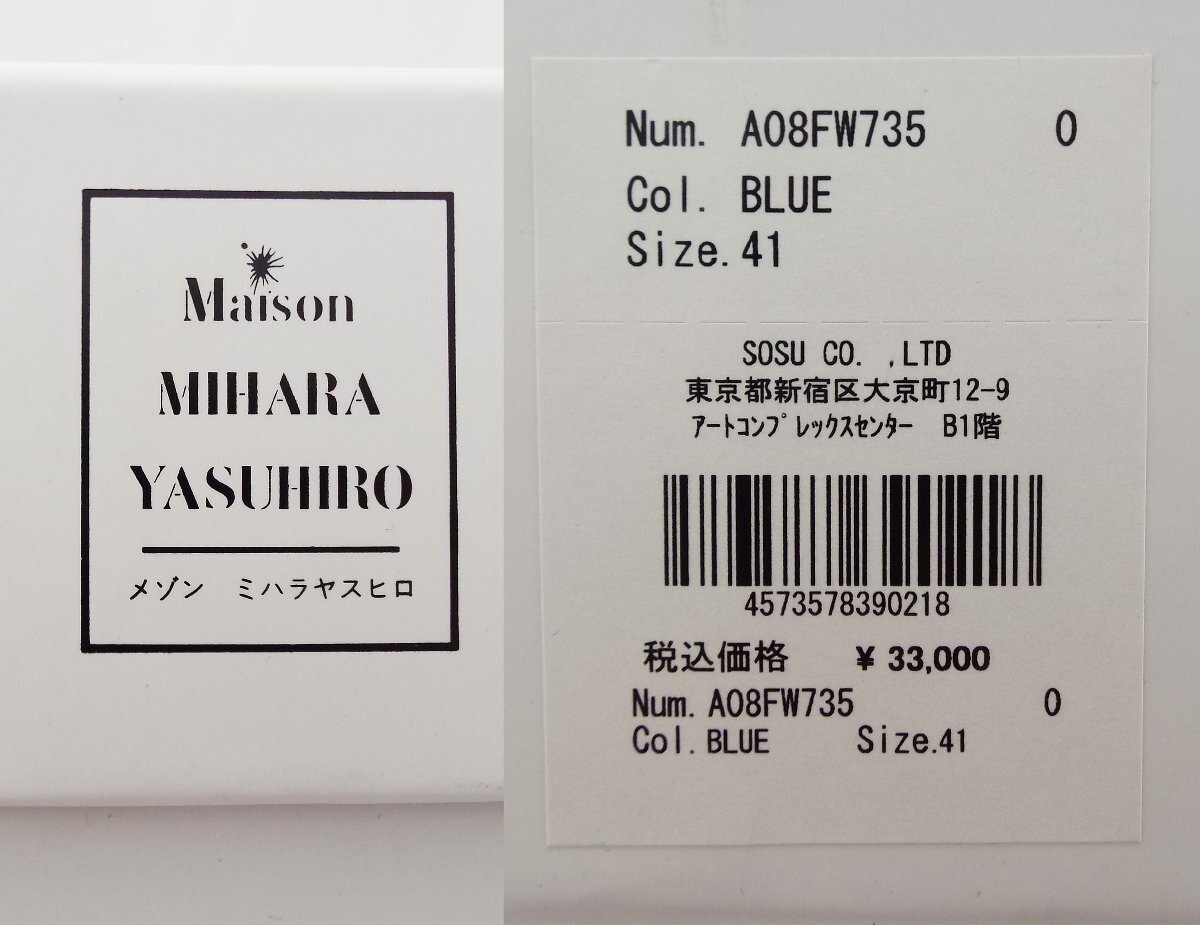 Maison
MIHARA
YASUHIRO
メゾン ミハラヤスヒロ
Num. A08FW735 0
Col. BLUE
Size. 41
SOSU CO. ,LTD
東京都新宿区大京町12-9
ｱｰﾄｺﾝﾌﾟﾚｯｸｽｾﾝﾀｰ B1階
4573578390218
税込価格 ¥ 33,000
Num. A08FW735 0
Col. BLUE Size.41